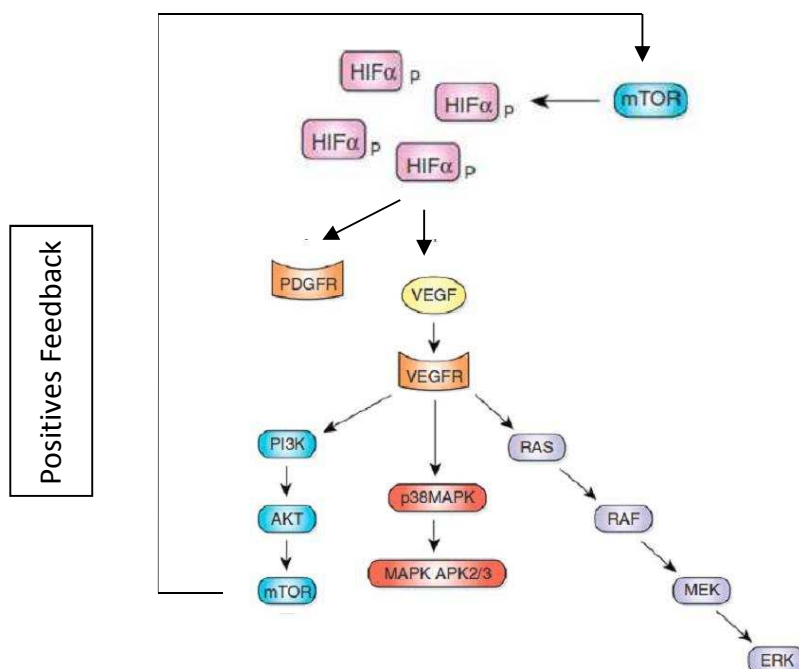 HIFα p
HIFα p
mTOR
HIFα p
HIFα p
Positives Feedback
PDGFR
VEGF
VEGFR
PI3K
RAS
p38MAPK
AKT
RAF
MAPK APK2/3
mTOR
MEK
ERK